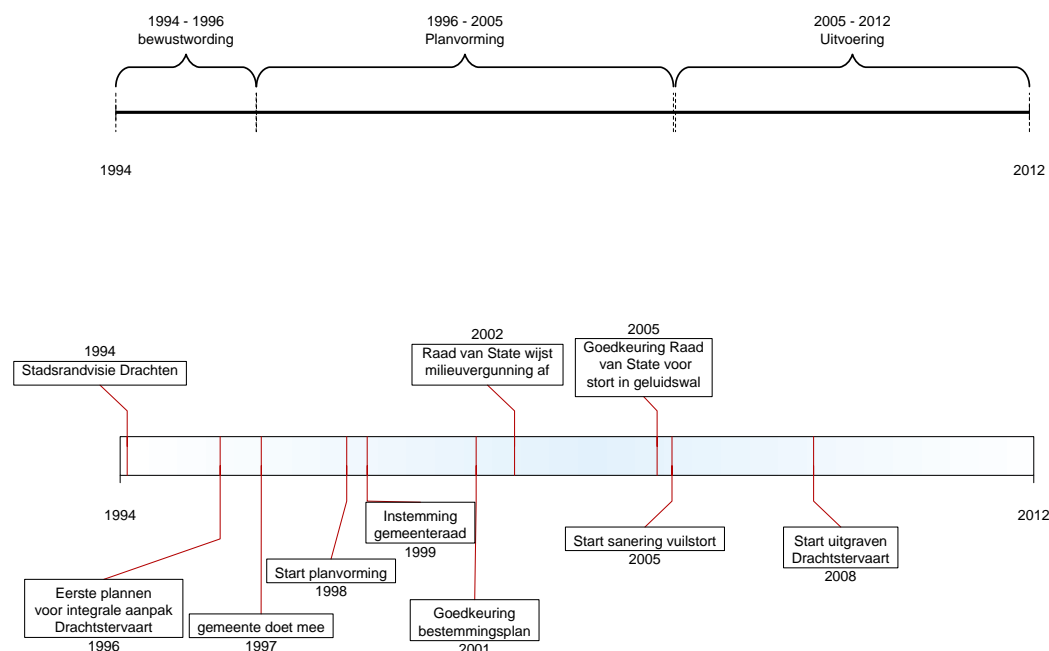 1994 - 1996
bewustwording
1996 - 2005
Planvorming
2005 - 2012
Uitvoering
1994
2012
1994
Stadsrandvisie Drachten
2002
Raad van State wijst
milieuvergunning af
2005
Goedkeuring Raad
van State voor
stort in geluidswal
1994
2012
Eerste plannen
voor integrale aanpak
Drachtstervaart
1996
gemeente doet mee
1997
Start planvorming
1998
Instemming
gemeenteraad
1999
Goedkeuring
bestemmingsplan
2001
Start sanering vuilstort
2005
Start uitgraven
Drachtstervaart
2008